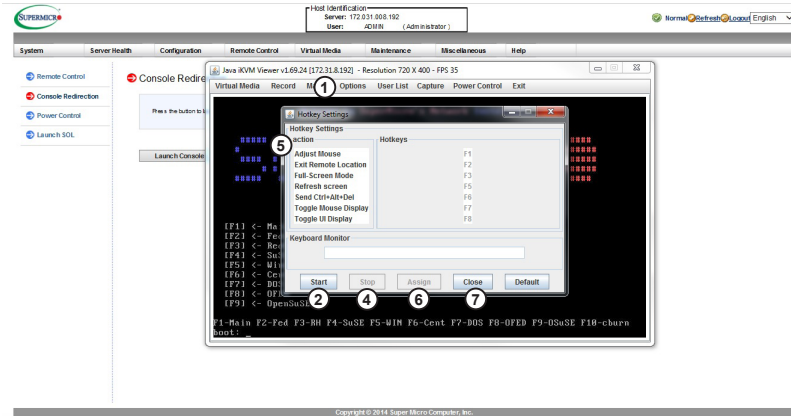 SUPERMICR
Host Identification
Server: 172.031.008.192
User: ADMIN (Administrator)
Normal Refresh Logout English
System Server Health Configuration Remote Control Virtual Media Maintenance Miscellaneous Help
Remote Control
Console Redirection
Power Control
Launch SOL
Console Redire
Press the button to
Launch Console
Java iKVM Viewer v1.69.24 [172.31.8.192] - Resolution 720 X 400 - FPS 35
Virtual Media Record M Options User List Capture Power Control Exit
1
Hotkey Settings
Hotkey Settings
5
action Hotkeys
Adjust Mouse F1
Exit Remote Location F2
Full-Screen Mode F3
Refresh screen F5
Send Ctrl+Alt+Del F6
Toggle Mouse Display F7
Toggle UI Display F8
Keyboard Monitor
Start Stop Assign Close Default
2 4 6 7
[F1] <- Ma
[F2] <- Fe
[F3] <- Re
[F4] <- Su
[F5] <- Wi
[F6] <- Ce
[F7] <- DO
[F8] <- OF
[F9] <- OpenSuSE
F1-Main F2-Fed F3-RH F4-SuSE F5-WIN F6-Cent F7-DOS F8-OFED F9-OSuSE F10-cburn
boot: _
Copyright © 2014 Super Micro Computer, Inc.